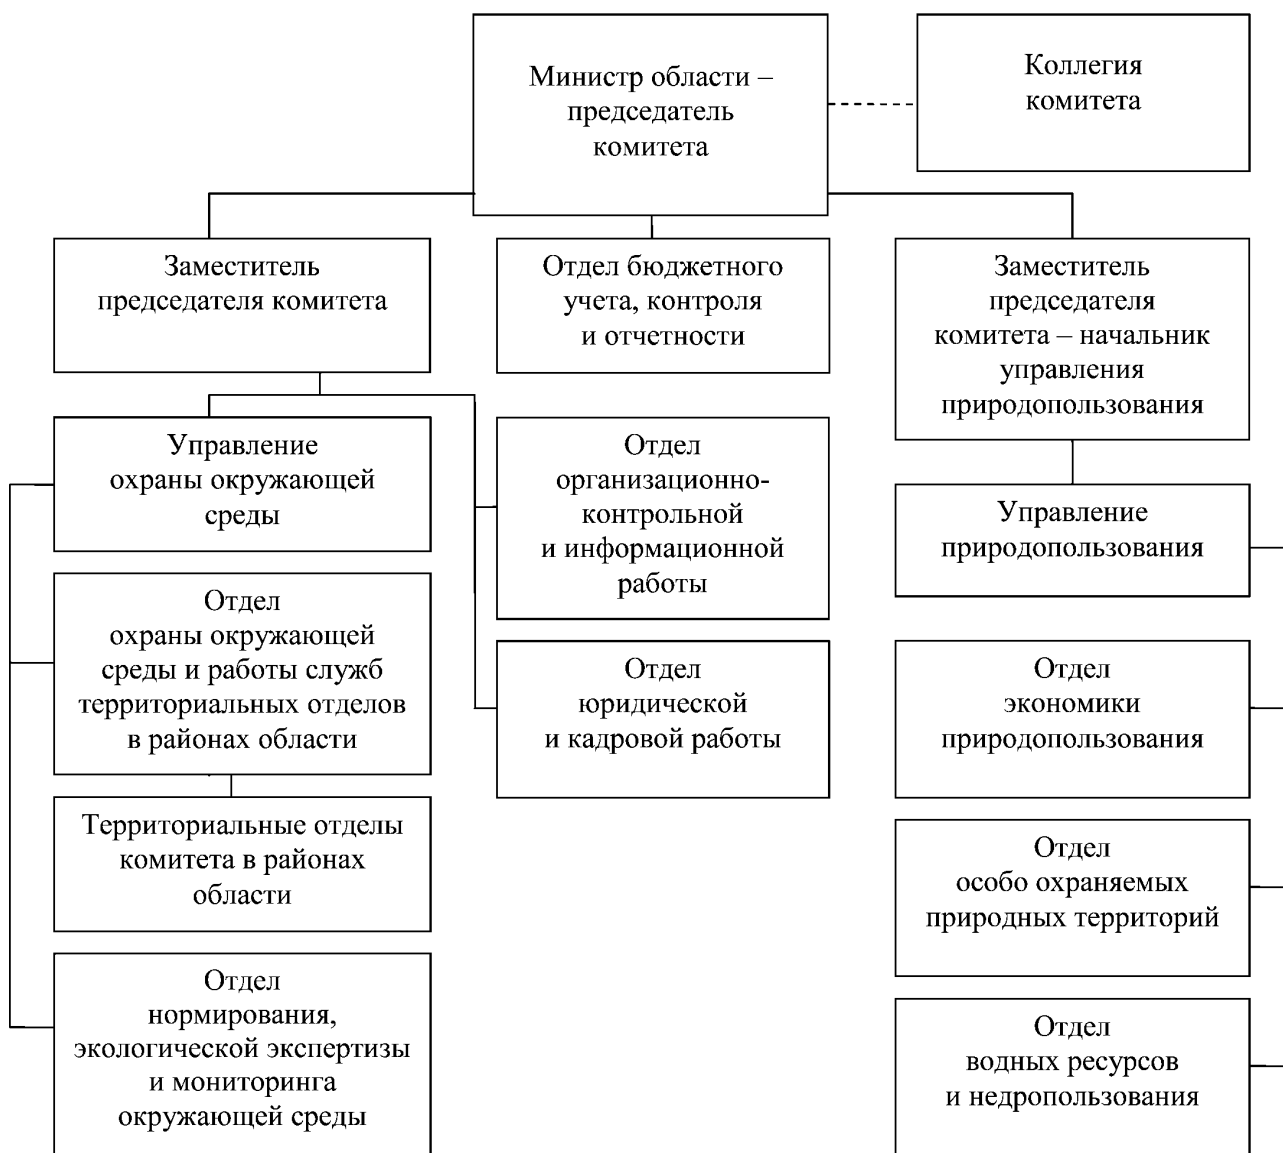 Министр области –
председатель
комитета
Коллегия
комитета
Заместитель
председателя комитета
Отдел бюджетного
учета, контроля
и отчетности
Заместитель
председателя
комитета – начальник
управления
природопользования
Управление
охраны окружающей
среды
Отдел
организационно-
контрольной
и информационной
работы
Управление
природопользования
Отдел
охраны окружающей
среды и работы служб
территориальных отделов
в районах области
Отдел
юридической
и кадровой работы
Отдел
экономики
природопользования
Территориальные отделы
комитета в районах
области
Отдел
особо охраняемых
природных территорий
Отдел
нормирования,
экологической экспертизы
и мониторинга
окружающей среды
Отдел
водных ресурсов
и недропользования